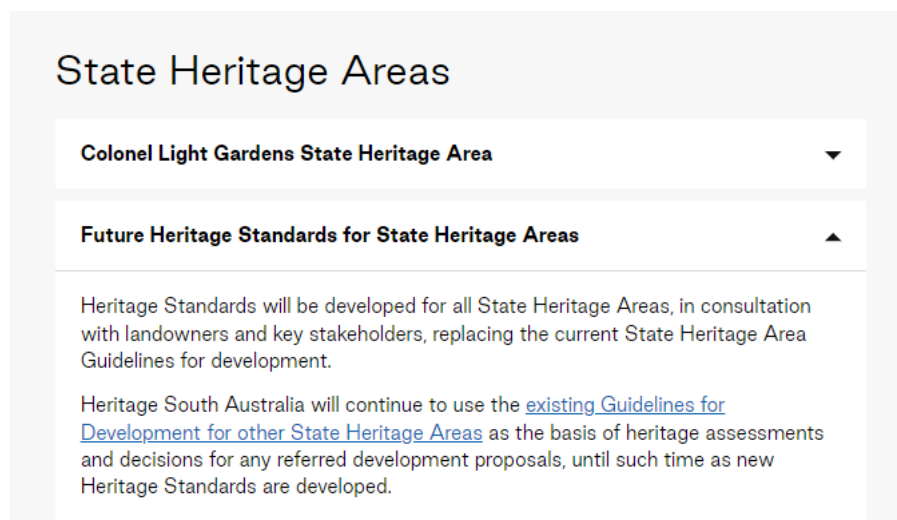 State Heritage Areas
Colonel Light Gardens State Heritage Area
Future Heritage Standards for State Heritage Areas
Heritage Standards will be developed for all State Heritage Areas, in consultation
with landowners and key stakeholders, replacing the current State Heritage Area
Guidelines for development.
Heritage South Australia will continue to use the existing Guidelines for
Development for other State Heritage Areas as the basis of heritage assessments
and decisions for any referred development proposals, until such time as new
Heritage Standards are developed.